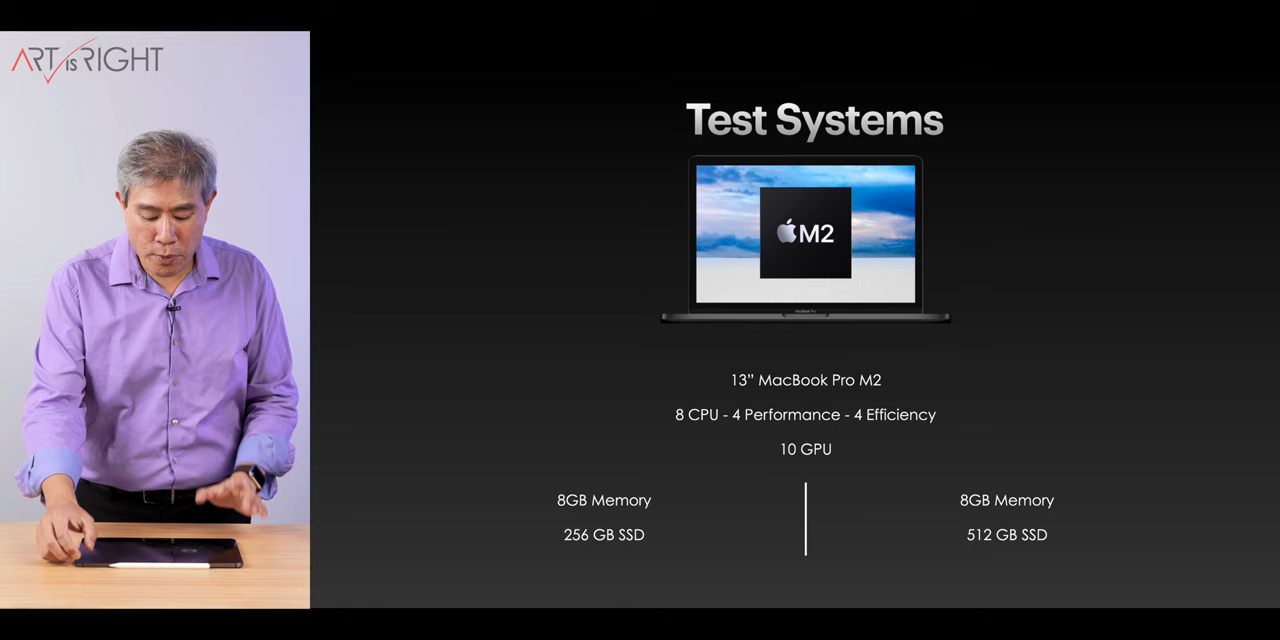 ART IS RIGHT
Test Systems
M2
13” MacBook Pro M2
8 CPU - 4 Performance - 4 Efficiency
10 GPU
8GB Memory
256 GB SSD
8GB Memory
512 GB SSD